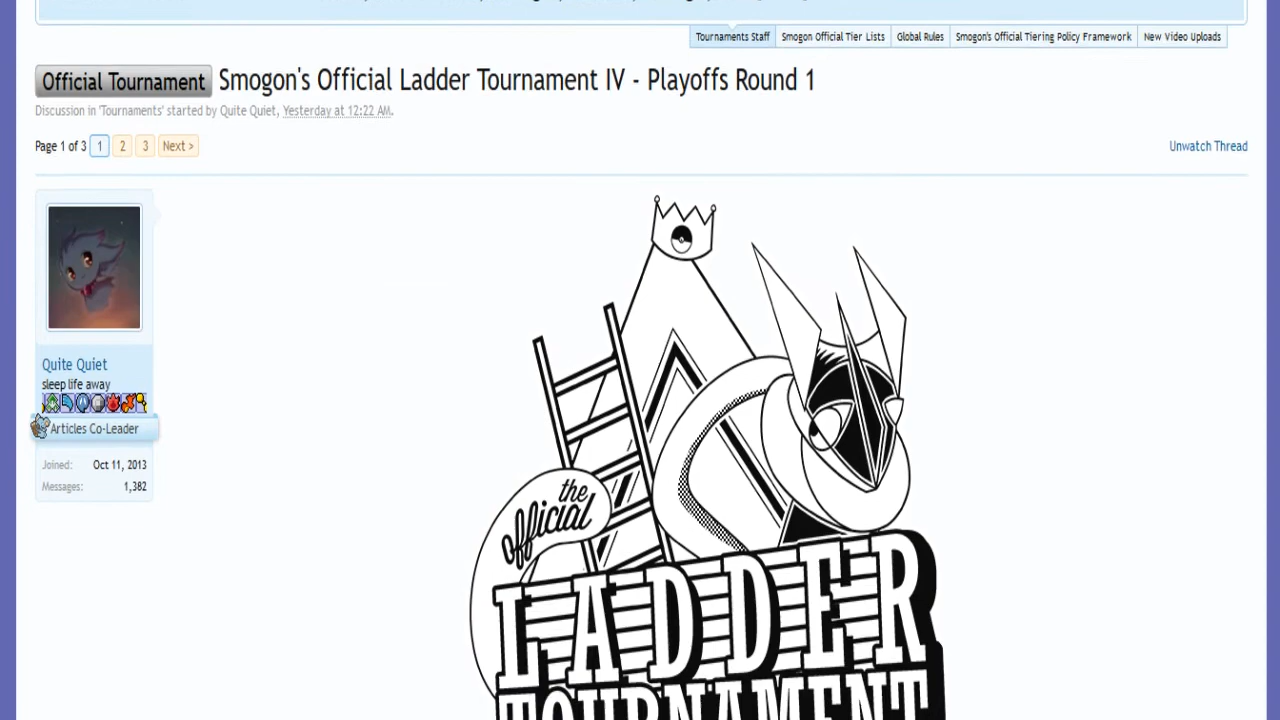 Tournaments Staff Smogon Official Tier Lists Global Rules Smogon's Official Tiering Policy Framework New Video Uploads
Official Tournament Smogon's Official Ladder Tournament IV - Playoffs Round 1
Discussion in 'Tournaments' started by Quite Quiet, Yesterday at 12:22 AM.
Page 1 of 3 1 2 3 Next > Unwatch Thread
Quite Quiet
sleep life away
Articles Co-Leader
Joined: Oct 11, 2013
Messages: 1,382
the
official
LADDER
TOURNAMENT